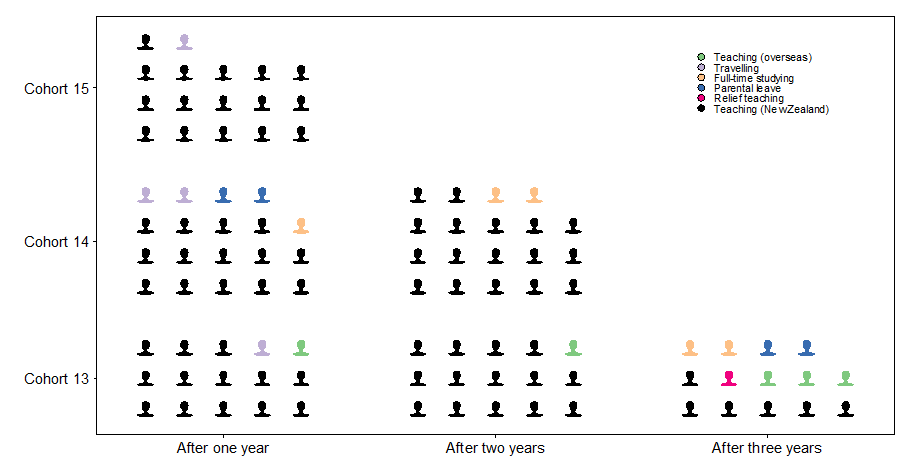 Cohort 15
Cohort 14
Cohort 13
Teaching (overseas)
Travelling
Full-time studying
Parental leave
Relief teaching
Teaching (NewZealand)
After one year
After two years
After three years